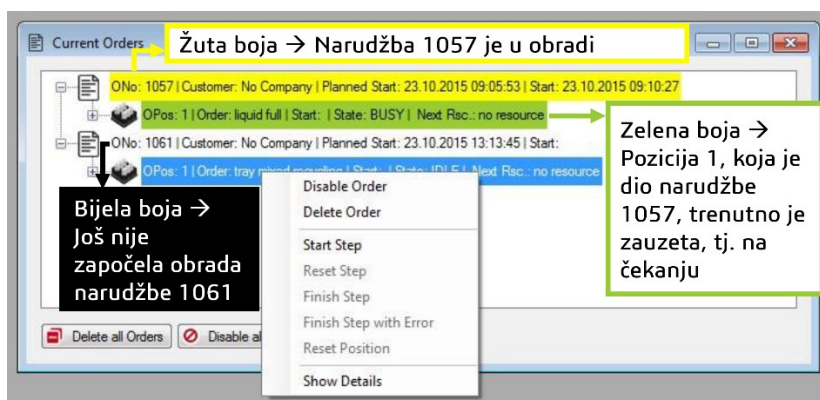 Current Orders
Žuta boja → Narudžba 1057 je u obradi
ONo: 1057 | Customer: No Company | Planned Start: 23.10.2015 09:05:53 | Start: 23.10.2015 09:10:27
OPos: 1 | Order: liquid full | Start: | State: BUSY | Next Rsc.: no resource
ONo: 1061 | Customer: No Company | Planned Start: 23.10.2015 13:13:45 | Start:
OPos: 1 | Order: tray mixed requeling | Start: | State: IDLE | Next Rsc.: no resource
Zelena boja →
Pozicija 1, koja je
dio narudžbe
1057, trenutno je
zauzeta, tj. na
čekanju
Bijela boja →
Još nije
započela obrada
narudžbe 1061
Disable Order
Delete Order
Start Step
Reset Step
Finish Step
Finish Step with Error
Reset Position
Show Details
Delete all Orders
Disable al